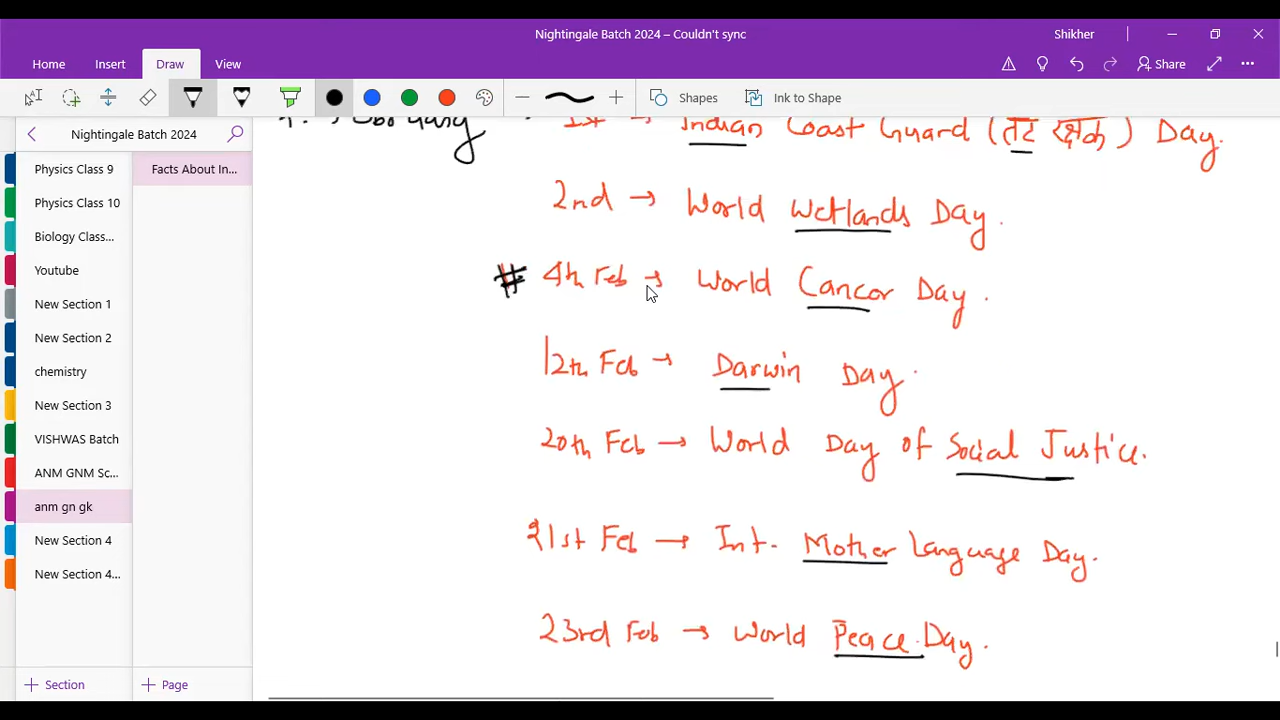 Nightingale Batch 2024 – Couldn't sync
Shikher
Home Insert Draw View
Share
Shapes
Ink to Shape
Nightingale Batch 2024
Physics Class 9
Physics Class 10
Biology Class...
Youtube
New Section 1
New Section 2
chemistry
New Section 3
VISHWAS Batch
ANM GNM Sc...
anm gn gk
New Section 4
New Section 4...
+ Section
Facts About In...
+ Page
1st → Indian Coast Guard (तट रक्षक) Day.
2nd → World Wetlands Day.
# 4th Feb → World Cancer Day.
12th Feb → Darwin Day.
20th Feb → World Day of Social Justice.
21st Feb → Int. Mother Language Day.
23rd Feb → World Peace Day.